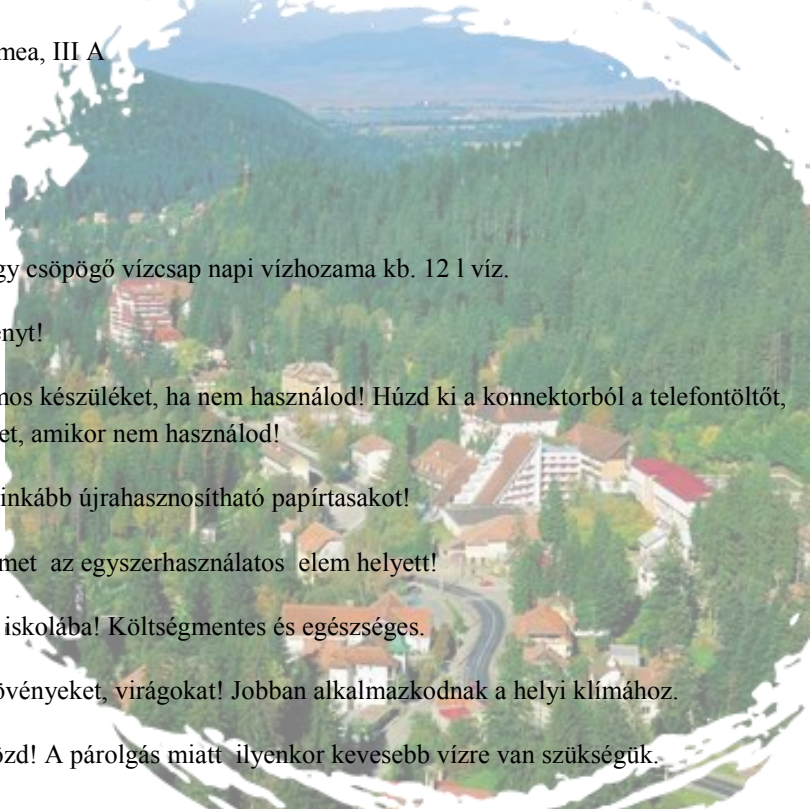 mea, III A
gy csöpögő vízcsap napi vízhozama kb. 12 l víz.
ényt!
mos készüléket, ha nem használod! Húzd ki a konnektorból a telefontöltőt,
et, amikor nem használod!
inkább újrahasznosítható papírtasakot!
met az egyszerhasználatos elem helyett!
iskolába! Költségmentes és egészséges.
övényeket, virágokat! Jobban alkalmazkodnak a helyi klímához.
özd! A párolgás miatt ilyenkor kevesebb vízre van szükségük.